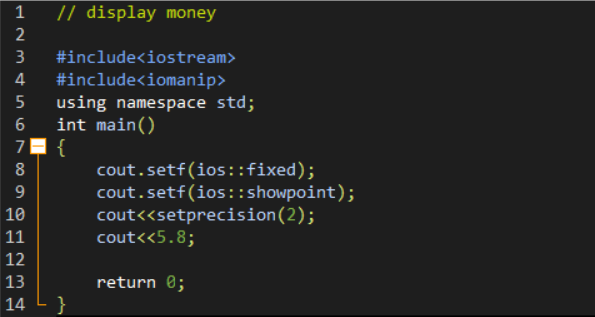 1 // display money
2
3 #include<iostream>
4 #include<iomanip>
5 using namespace std;
6 int main()
7 {
8 cout.setf(ios::fixed);
9 cout.setf(ios::showpoint);
10 cout<<setprecision(2);
11 cout<<5.8;
12
13 return 0;
14 }